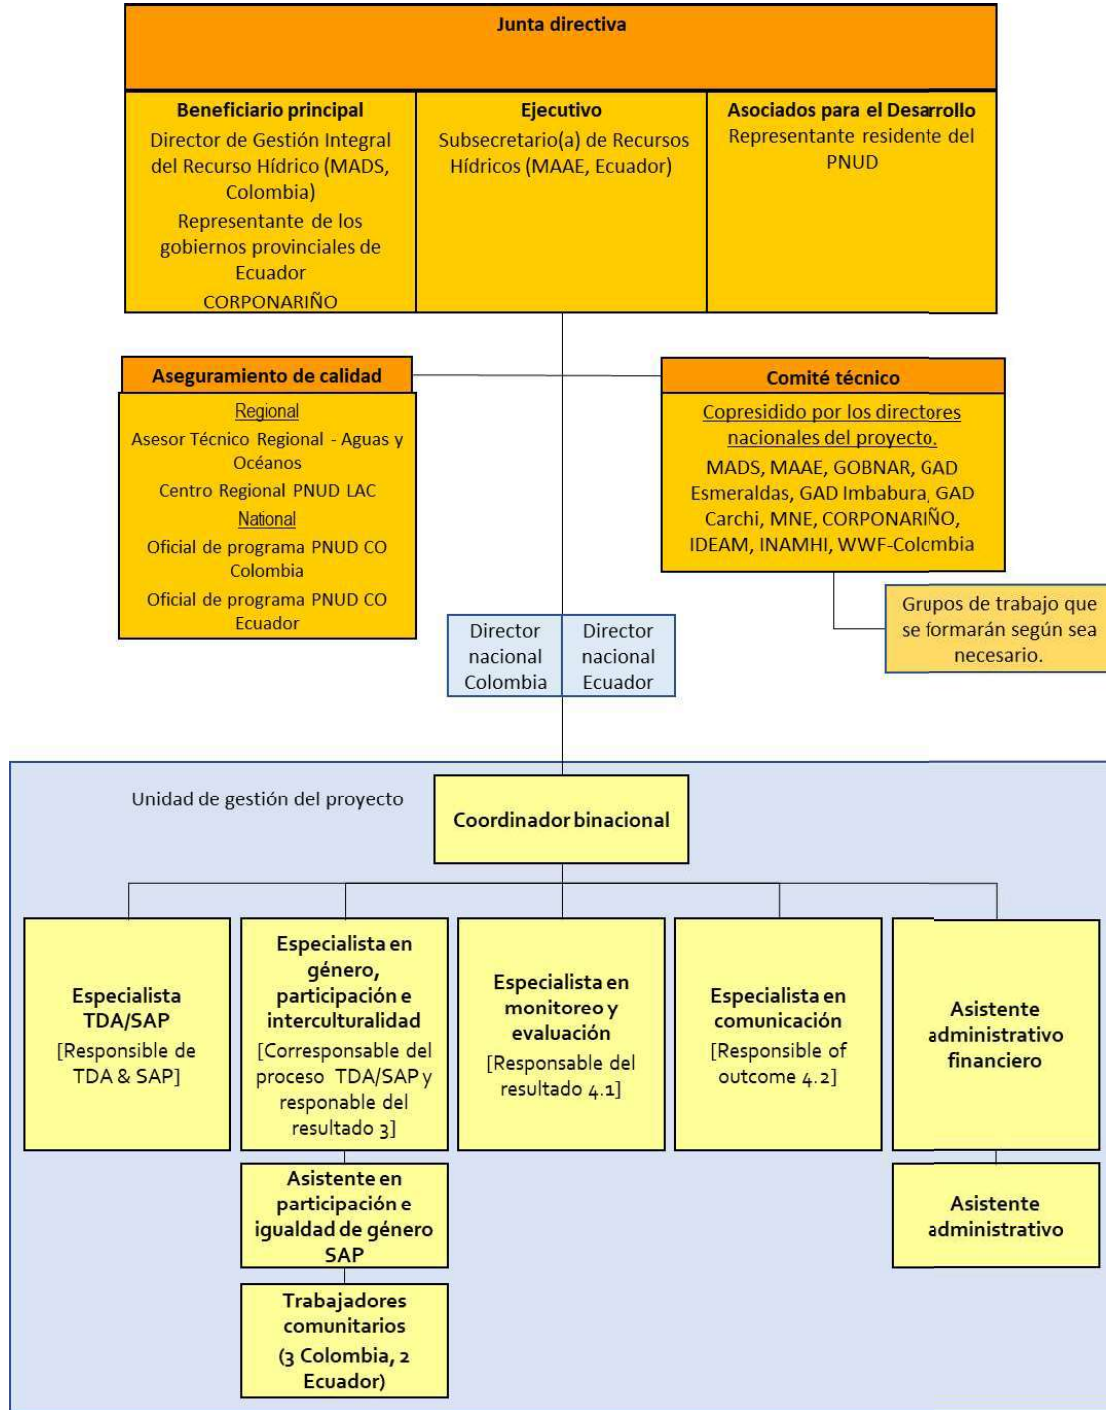 Junta directiva
Beneficiario principal
Director de Gestión Integral
del Recurso Hídrico (MADS,
Colombia)
Representante de los
gobiernos provinciales de
Ecuador
CORPONARIÑO
Ejecutivo
Subsecretario(a) de Recursos
Hídricos (MAAE, Ecuador)
Asociados para el Desarrollo
Representante residente del
PNUD
Aseguramiento de calidad
Regional
Asesor Técnico Regional - Aguas y
Océanos
Centro Regional PNUD LAC
National
Oficial de programa PNUD CO
Colombia
Oficial de programa PNUD CO
Ecuador
Comité técnico
Copresidido por los directores
nacionales del proyecto.
MADS, MAAE, GOBNAR, GAD
Esmeraldas, GAD Imbabura, GAD
Carchi, MNE, CORPONARIÑO,
IDEAM, INAMHI, WWF-Colombia
Grupos de trabajo que
se formarán según sea
necesario.
Director
nacional
Colombia
Director
nacional
Ecuador
Unidad de gestión del proyecto
Coordinador binacional
Especialista
TDA/SAP
[Responsible de
TDA & SAP]
Especialista en
género,
participación e
interculturalidad
[Corresponsable del
proceso TDA/SAP y
responable del
resultado 3]
Especialista en
monitoreo y
evaluación
[Responsable del
resultado 4.1]
Especialista en
comunicación
[Responsible of
outcome 4.2]
Asistente
administrativo
financiero
Asistente en
participación e
igualdad de género
SAP
Asistente
administrativo
Trabajadores
comunitarios
(3 Colombia, 2
Ecuador)